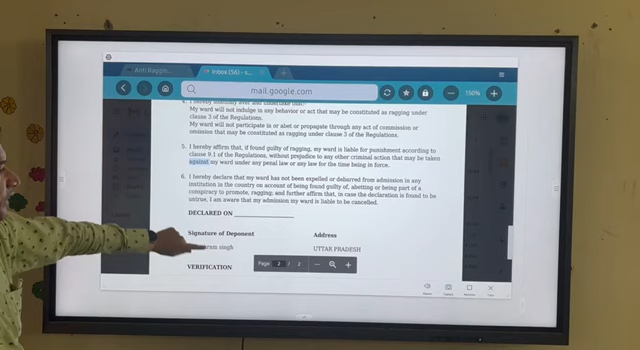 Anti Raggin...
Inbox (56) - s...
mail.google.com
150%
4. I hereby solemnly aver and undertake that:
My ward will not indulge in any behavior or act that may be constituted as ragging under
clause 3 of the Regulations.
My ward will not participate in or abet or propagate through any act of commission or
omission that may be constituted as ragging under clause 3 of the Regulations.
5. I hereby affirm that, if found guilty of ragging, my ward is liable for punishment according to
clause 9.1 of the Regulations, without prejudice to any other criminal action that may be taken
against my ward under any penal law or any law for the time being in force.
6. I hereby declare that my ward has not been expelled or debarred from admission in any
institution in the country on account of being found guilty of, abetting or being part of a
conspiracy to promote, ragging; and further affirm that, in case the declaration is found to be
untrue, I am aware that my admission my ward is liable to be cancelled.
DECLARED ON
Signature of Deponent Address
singh UTTAR PRADESH
Page 2 / 2
VERIFICATION